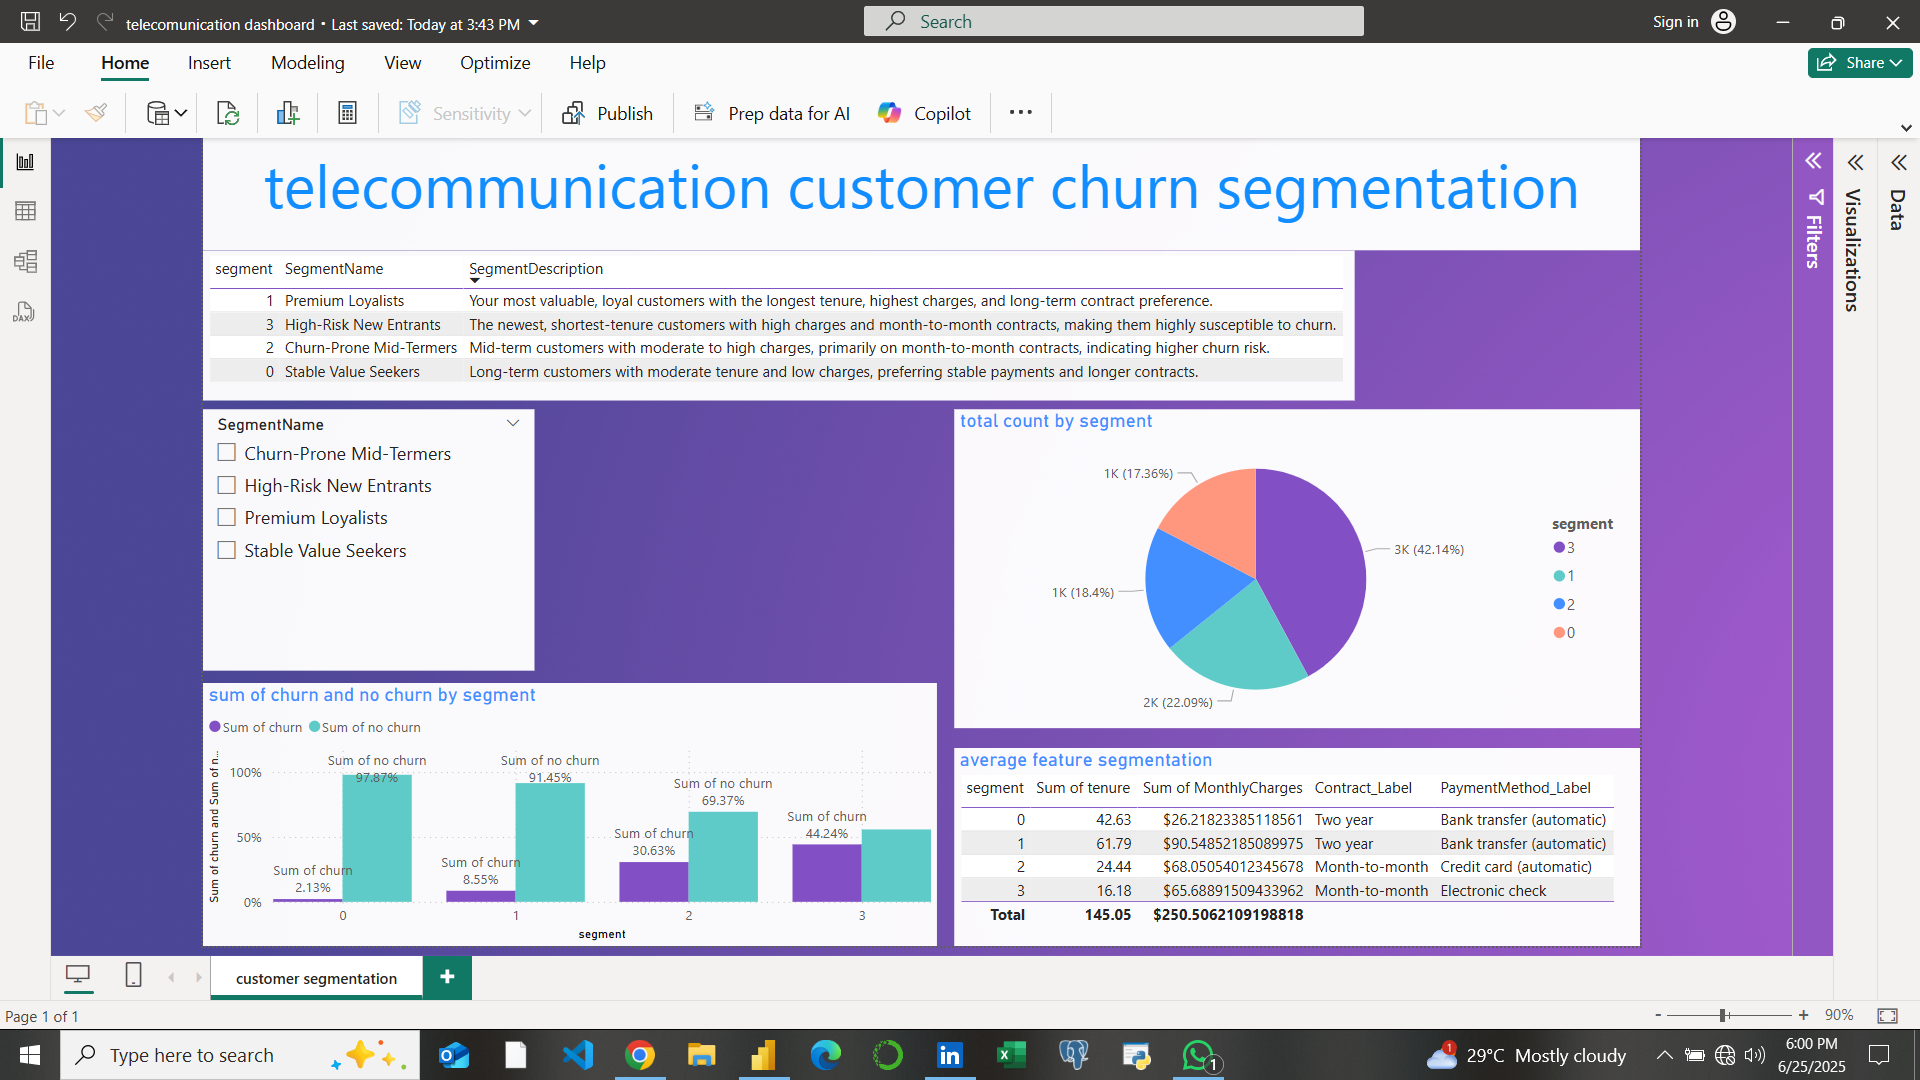 telecomunication dashboard • Last saved: Today at 3:43 PM
Search
Sign in
File Home Insert Modeling View Optimize Help
Share
Sensitivity
Publish
Prep data for AI
Copilot
DAX
telecommunication customer churn segmentation
segment SegmentName SegmentDescription
1 Premium Loyalists Your most valuable, loyal customers with the longest tenure, highest charges, and long-term contract preference.
3 High-Risk New Entrants The newest, shortest-tenure customers with high charges and month-to-month contracts, making them highly susceptible to churn.
2 Churn-Prone Mid-Termers Mid-term customers with moderate to high charges, primarily on month-to-month contracts, indicating higher churn risk.
0 Stable Value Seekers Long-term customers with moderate tenure and low charges, preferring stable payments and longer contracts.
SegmentName
Churn-Prone Mid-Termers
High-Risk New Entrants
Premium Loyalists
Stable Value Seekers
total count by segment
1K (17.36%)
3K (42.14%)
1K (18.4%)
2K (22.09%)
segment
3
1
2
0
sum of churn and no churn by segment
Sum of churn Sum of no churn
Sum of churn and Sum of n...
100%
50%
0%
Sum of churn
2.13%
Sum of no churn
97.87%
Sum of churn
8.55%
Sum of no churn
91.45%
Sum of churn
30.63%
Sum of no churn
69.37%
Sum of churn
44.24%
0 1 2 3
segment
average feature segmentation
segment Sum of tenure Sum of MonthlyCharges Contract_Label PaymentMethod_Label
0 42.63 $26.21823385118561 Two year Bank transfer (automatic)
1 61.79 $90.54852185089975 Two year Bank transfer (automatic)
2 24.44 $68.05054012345678 Month-to-month Credit card (automatic)
3 16.18 $65.68891509433962 Month-to-month Electronic check
Total 145.05 $250.5062109198818
Filters
Visualizations
Data
customer segmentation
Page 1 of 1
- + 90%
Type here to search
1
1
29°C Mostly cloudy
6:00 PM
6/25/2025